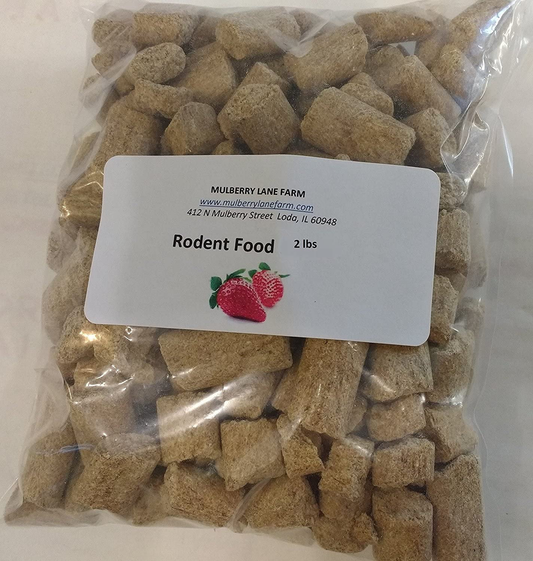 MULBERRY LANE FARM
www.mulberrylanefarm.com
412 N Mulberry Street Loda, IL 60948
Rodent Food 2 lbs